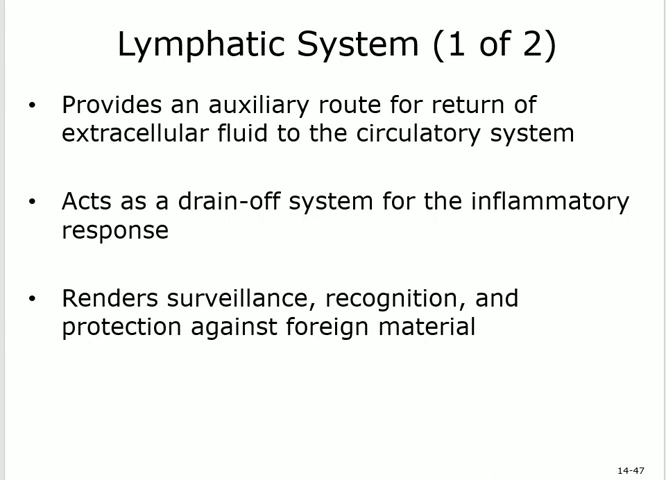 Lymphatic System (1 of 2)
• Provides an auxiliary route for return of
extracellular fluid to the circulatory system
• Acts as a drain-off system for the inflammatory
response
• Renders surveillance, recognition, and
protection against foreign material
14-47